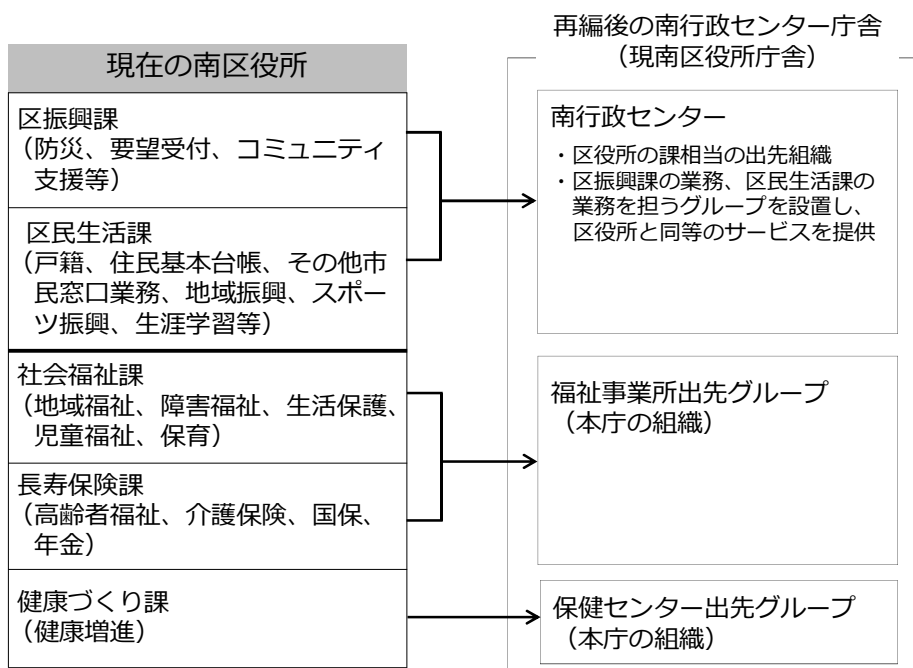 現在の南区役所
区振興課
（防災、要望受付、コミュニティ
支援等）
区民生活課
（戸籍、住民基本台帳、その他市
民窓口業務、地域振興、スポー
ツ振興、生涯学習等）
社会福祉課
（地域福祉、障害福祉、生活保護、
児童福祉、保育）
長寿保険課
（高齢者福祉、介護保険、国保、
年金）
健康づくり課
（健康増進）
再編後の南行政センター庁舎
（現南区役所庁舎）
南行政センター
・区役所の課相当の出先組織
・区振興課の業務、区民生活課の
業務を担うグループを設置し、
区役所と同等のサービスを提供
福祉事業所出先グループ
（本庁の組織）
保健センター出先グループ
（本庁の組織）